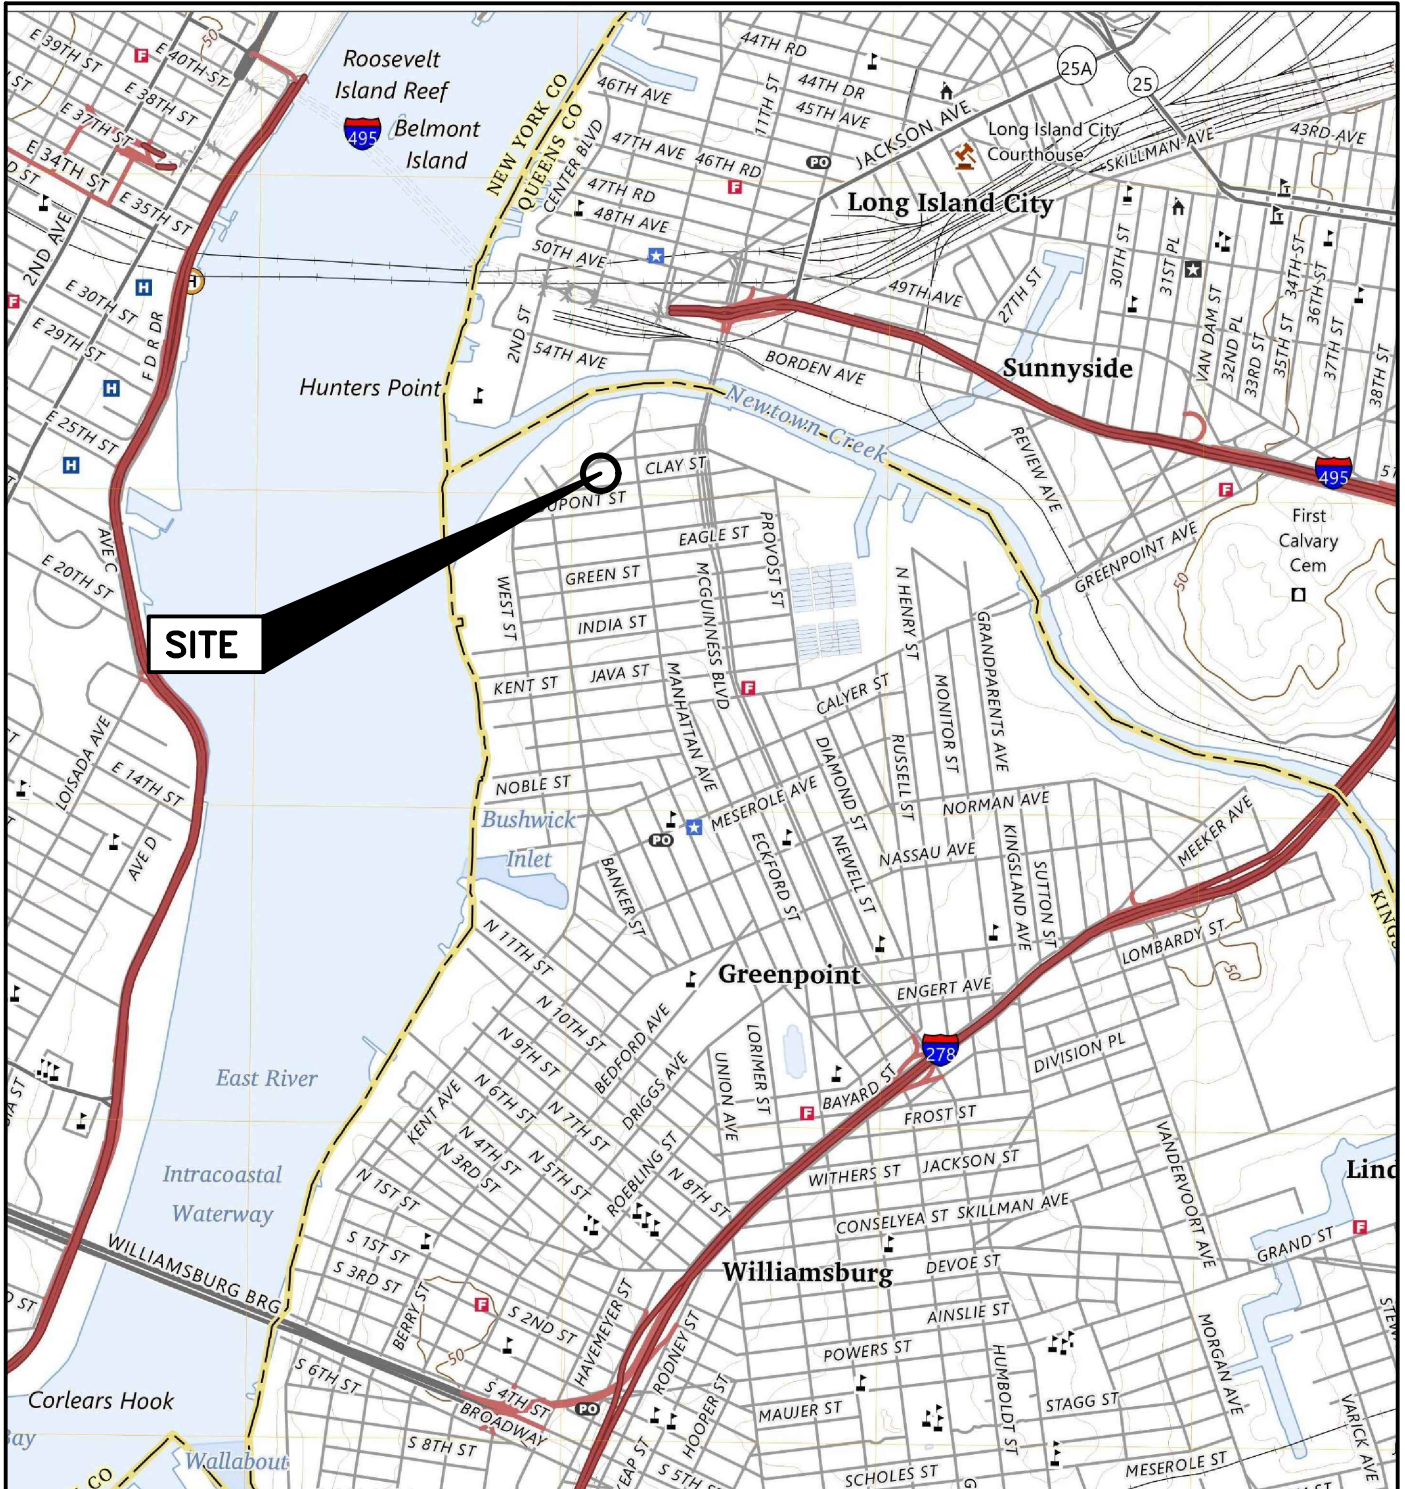 E 39TH ST
E 40TH ST
50
E 38TH ST
E 37TH ST
E 34TH ST
E 35TH ST
2ND AVE
E 30TH ST
E 29TH ST
E 25TH ST
F D R DR
AVE C
E 20TH ST
Roosevelt
Island Reef
495
Belmont
Island
NEW YORK CO
QUEENS CO
CENTER BLVD
46TH AVE
44TH RD
44TH DR
45TH AVE
11TH ST
47TH AVE
46TH RD
47TH RD
48TH AVE
50TH AVE
PO
JACKSON AVE
25A
25
Long Island City
Courthouse
SKILLMAN AVE
43RD AVE
Long Island City
30TH ST
31ST PL
VAN DAM ST
32ND PL
33RD ST
34TH ST
35TH ST
36TH ST
37TH ST
38TH ST
49TH AVE
27TH ST
2ND ST
54TH AVE
BORDEN AVE
Sunnyside
Hunters Point
Newtown Creek
REVIEW AVE
495
GREENPOINT AVE
First
Calvary
Cem
50
CLAY ST
UPONT ST
EAGLE ST
PROVOST ST
GREEN ST
WEST ST
INDIA ST
MCGUINNESS BLVD
N HENRY ST
GRANDPARENTS AVE
SITE
KENT ST
JAVA ST
MANHATTAN AVE
CALYER ST
MONITOR ST
RUSSELL ST
DIAMOND ST
LOISADA AVE
E 14TH ST
AVE D
NOBLE ST
Bushwick
Inlet
PO
MESEROLE AVE
NORMAN AVE
NASSAU AVE
MEEKER AVE
BANKER ST
ECKFORD ST
NEWELL ST
KINGSLAND AVE
SUTTON ST
LOMBARDY ST
50
KINGS
N 11TH ST
Greenpoint
ENGERT AVE
N 10TH ST
N 9TH ST
BEDFORD AVE
DRIGGS AVE
UNION AVE
LORIMER ST
278
DIVISION PL
BAYARD ST
FROST ST
East River
KENT AVE
N 6TH ST
N 7TH ST
N 4TH ST
N 3RD ST
N 5TH ST
ROEBLING ST
N 8TH ST
N 1ST ST
WITHERS ST
JACKSON ST
VANDERVOORT AVE
Lind
Intracoastal
Waterway
CONSELYEA ST
SKILLMAN AVE
GRAND ST
WILLIAMSBURG BRG
S 1ST ST
S 3RD ST
BERRY ST
S 2ND ST
HAVEMEYER ST
Williamsburg
DEVOE ST
AINSLIE ST
POWERS ST
RODNEY ST
HUMBOLDT ST
MORGAN AVE
50
S 6TH ST
S 4TH ST
BROADWAY
PO
HOOPER ST
MAUJER ST
STAGG ST
VARICK AVE
Corlears Hook
Wallabout
S 8TH ST
S 5TH ST
SCHOLES ST
MESEROLE ST
CO